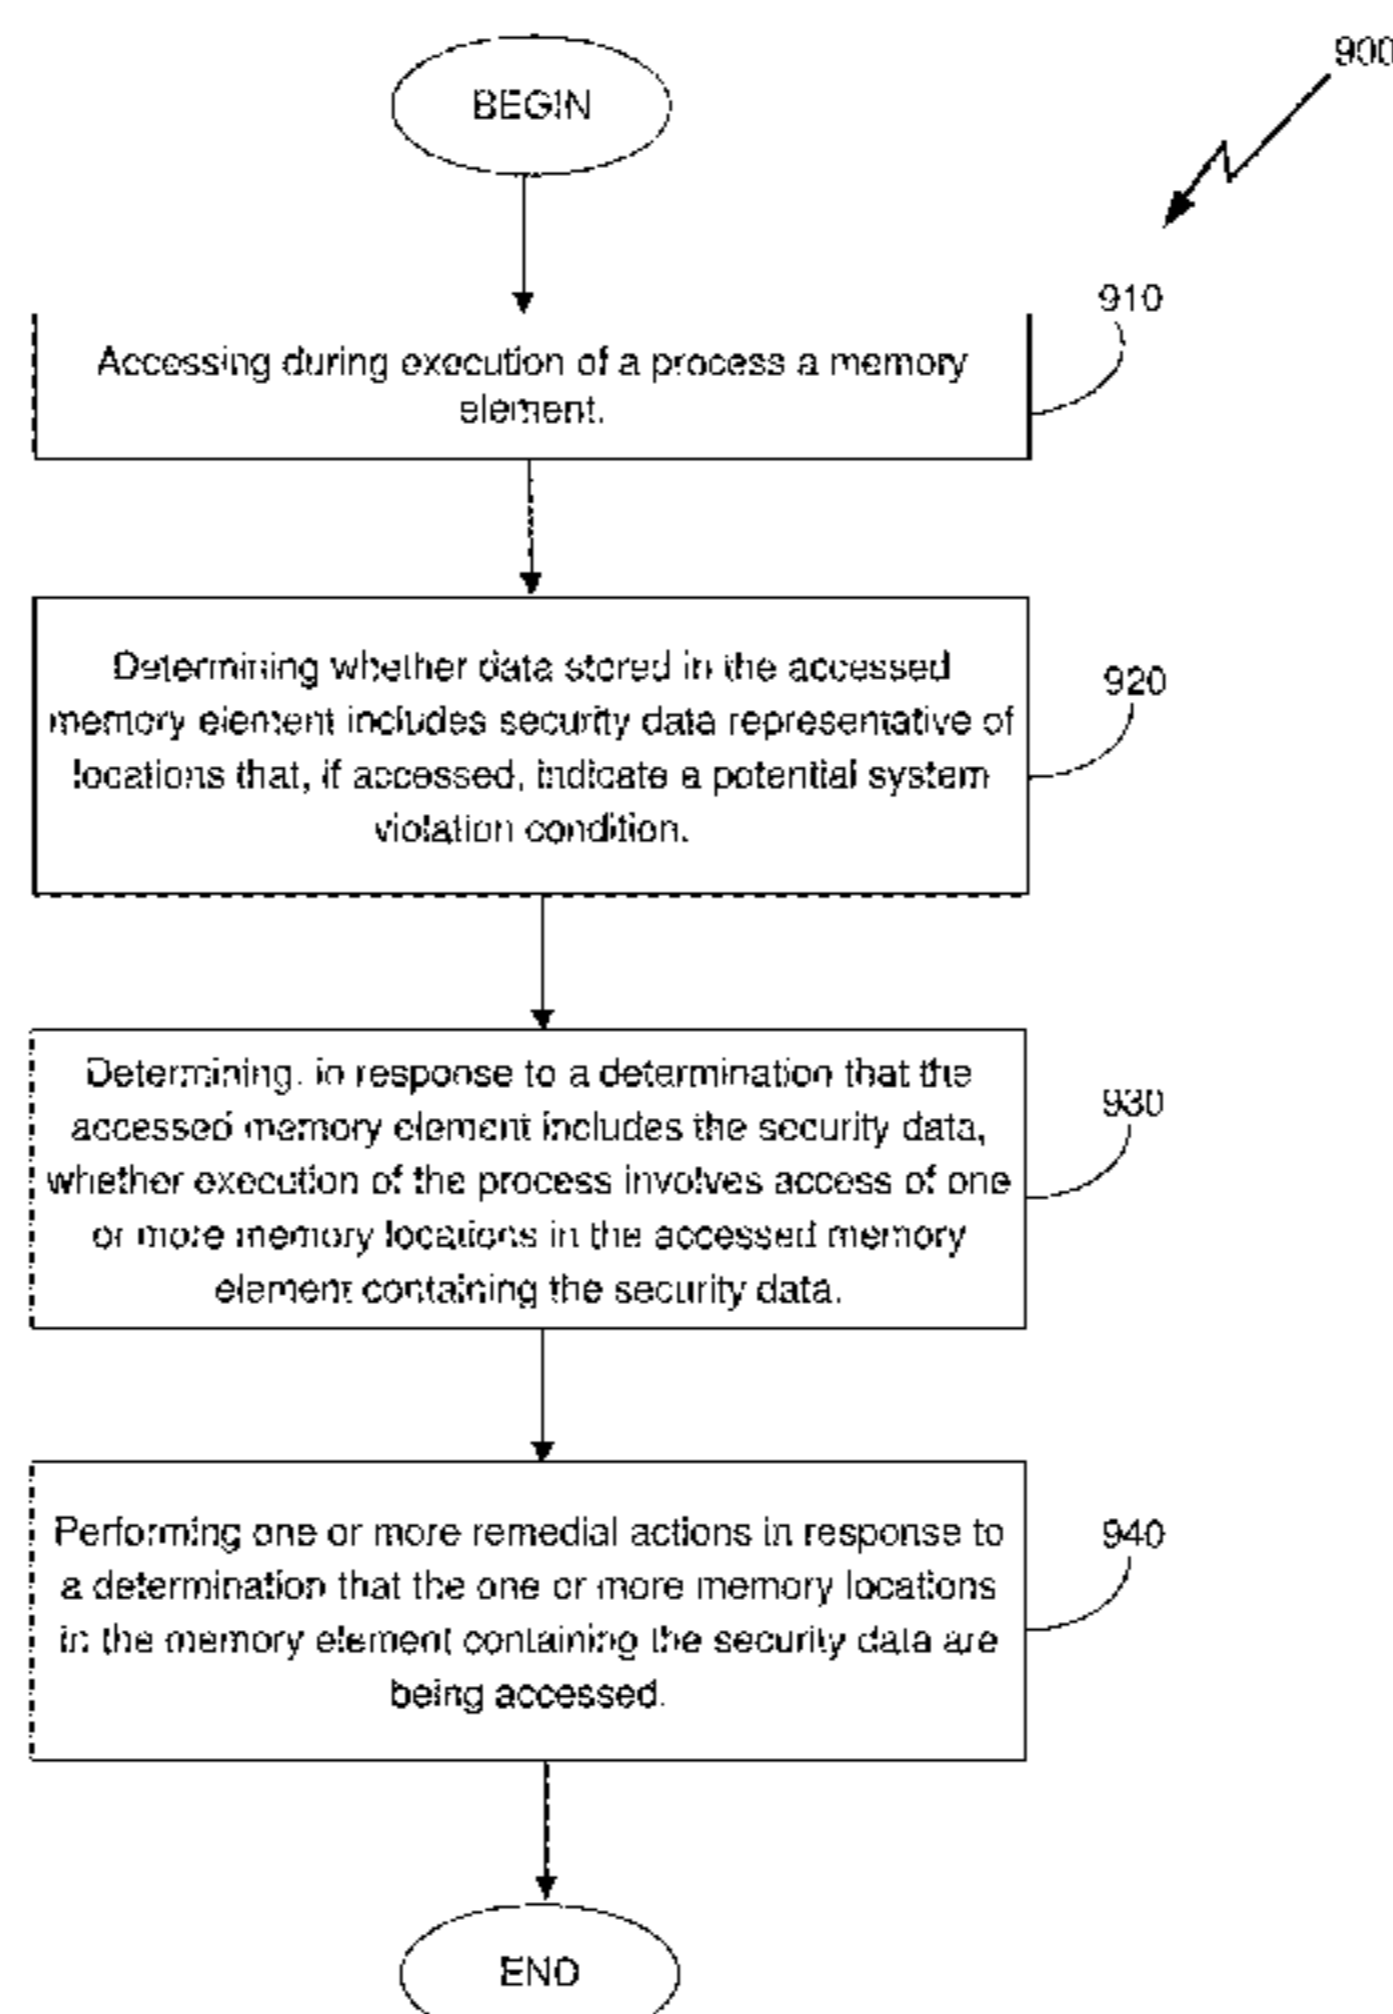 900
BEGIN
910
Accessing during execution of a process a memory
element.
920
Determining whether data stored in the accessed
memory element includes security data representative of
locations that, if accessed, indicate a potential system
violation condition.
930
Determining, in response to a determination that the
accessed memory element includes the security data,
whether execution of the process involves access of one
or more memory locations in the accessed memory
element containing the security data.
940
Performing one or more remedial actions in response to
a determination that the one or more memory locations
in the memory element containing the security data are
being accessed.
END